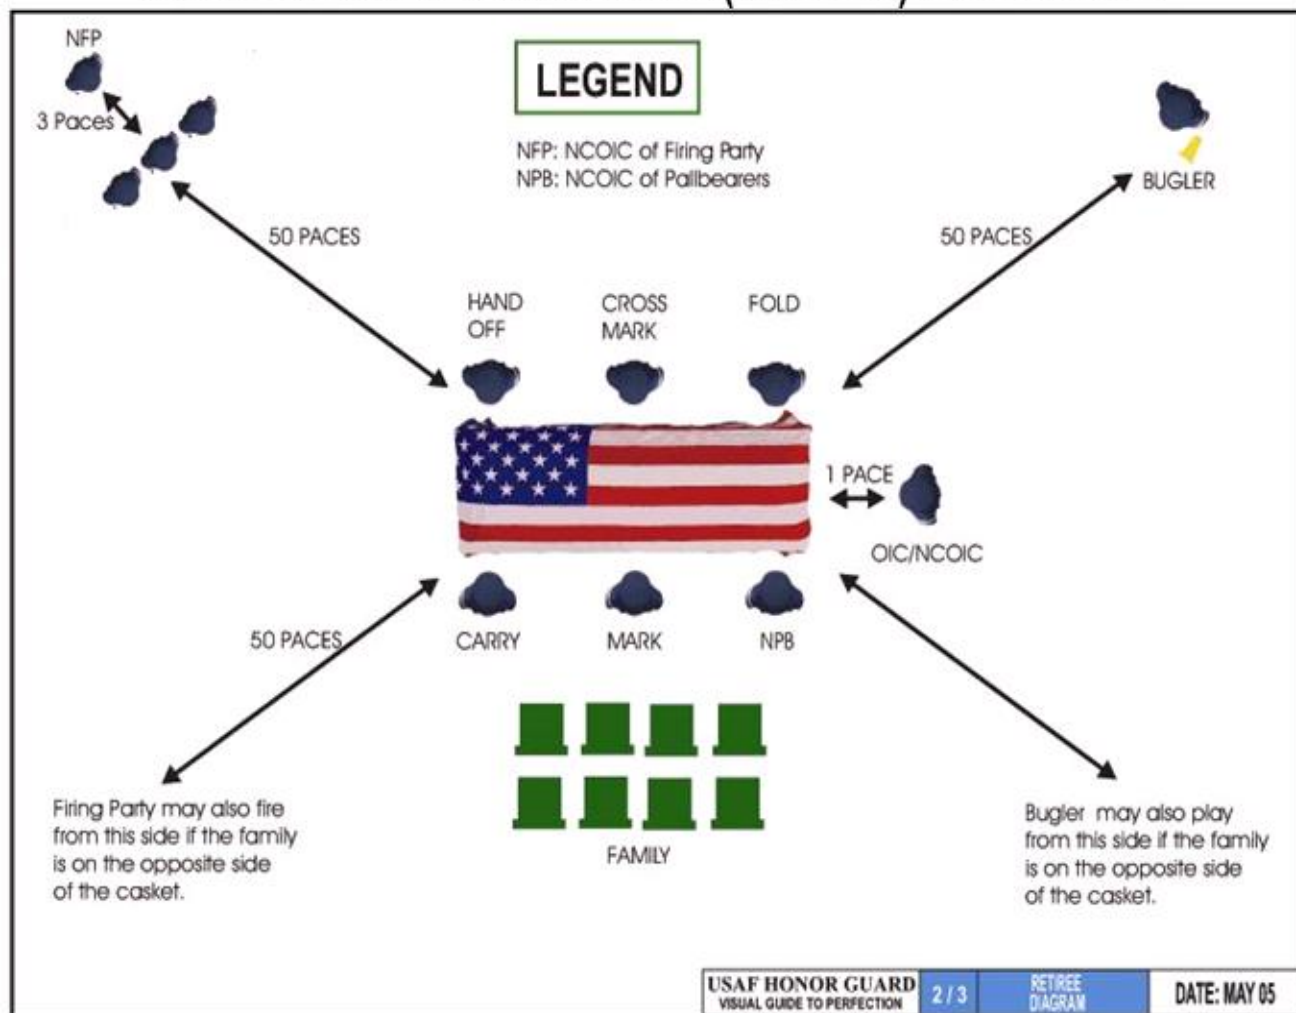 NFP
3 Paces
LEGEND
NFP: NCOIC of Firing Party
NPB: NCOIC of Pallbearers
BUGLER
50 PACES
50 PACES
HAND
OFF
CROSS
MARK
FOLD
1 PACE
OIC/NCOIC
50 PACES
CARRY
MARK
NPB
FAMILY
Firing Party may also fire
from this side if the family
is on the opposite side
of the casket.
Bugler may also play
from this side if the family
is on the opposite side
of the casket.
USAF HONOR GUARD
VISUAL GUIDE TO PERFECTION
2 / 3
RETIREE
DIAGRAM
DATE: MAY 05